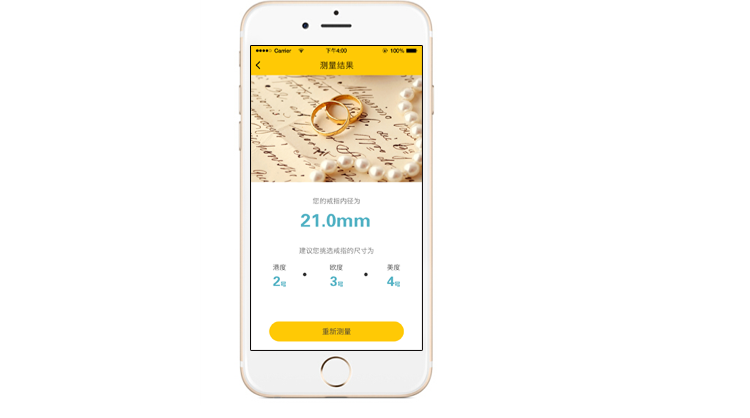 Carrier 下午4:00 100%
测量结果
您的戒指内径为
21.0mm
建议您挑选戒指的尺寸为
港度 欧度 美度
2号 • 3号 • 4号
重新测量